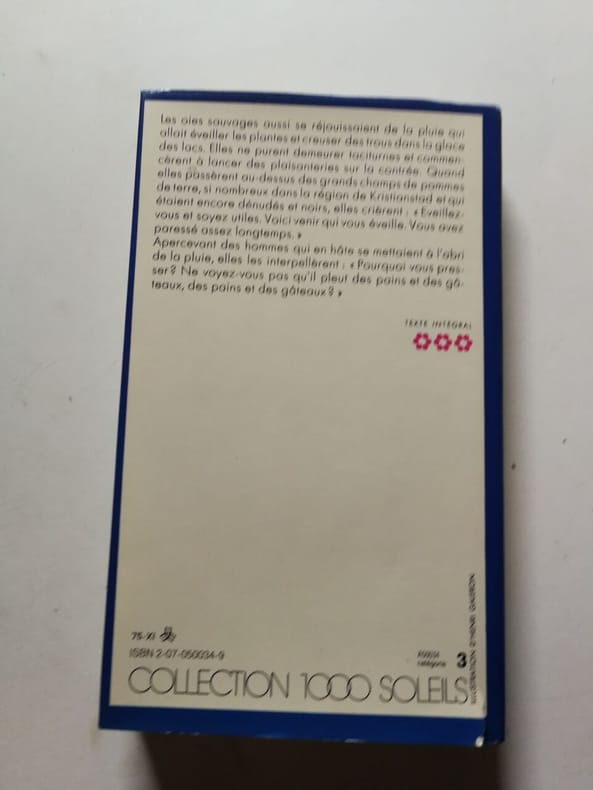 Les oies sauvages aussi se réjouissaient de la pluie qui
allait éveiller les plantes et creuser des trous dans la glace
des lacs. Elles ne purent demeurer taciturnes et commen-
cèrent à lancer des plaisanteries sur la contrée. Quand
elles passèrent au-dessus des grands champs de pommes
de terre, si nombreux dans la région de Kristianstad et qui
étaient encore dénudés et noirs, elles crièrent : « Eveillez-
vous et soyez utiles. Voici venir qui vous éveille. Vous avez
paressé assez longtemps. »
Apercevant des hommes qui en hâte se mettaient à l'abri
de la pluie, elles les interpellèrent : « Pourquoi vous pres-
ser ? Ne voyez-vous pas qu'il pleut des pains et des gâ-
teaux, des pains et des gâteaux ? »
TEXTE INTÉGRAL
75-XI
ISBN 2-07-050034-9
A50034
catégorie 3
COLLECTION 1000 SOLEILS
ILLUSTRATION D'HENRI GALERON